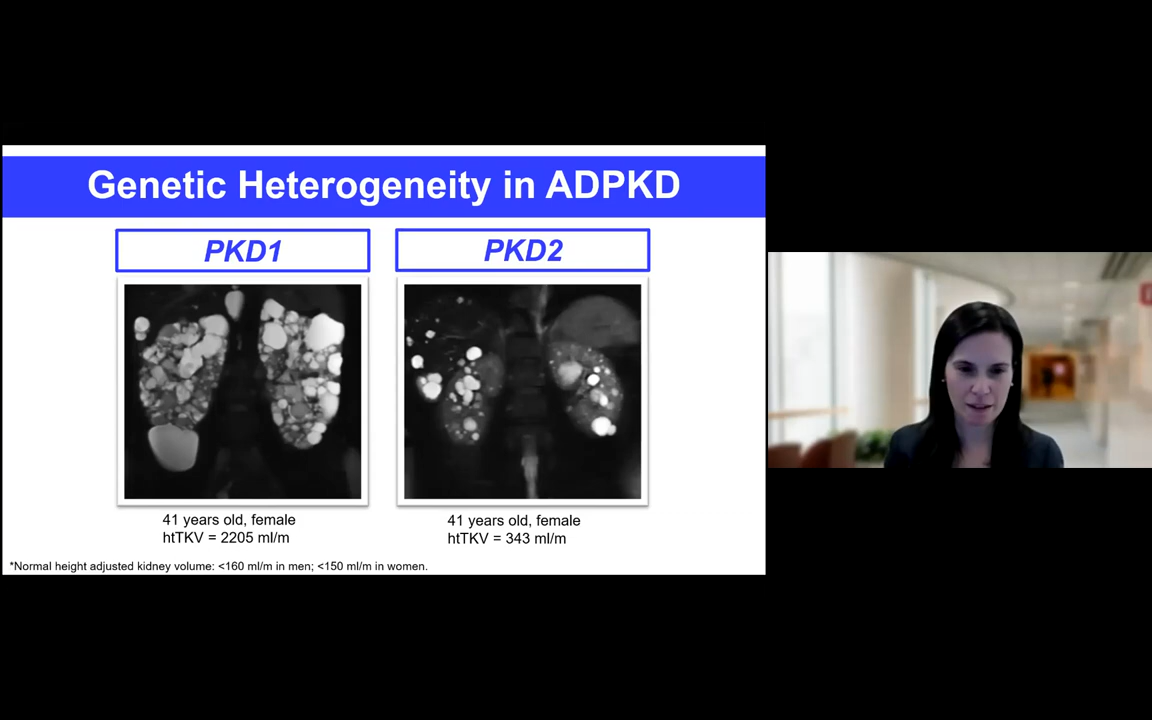 Genetic Heterogeneity in ADPKD
PKD1
PKD2
41 years old, female
htTKV = 2205 ml/m
41 years old, female
htTKV = 343 ml/m
*Normal height adjusted kidney volume: <160 ml/m in men; <150 ml/m in women.